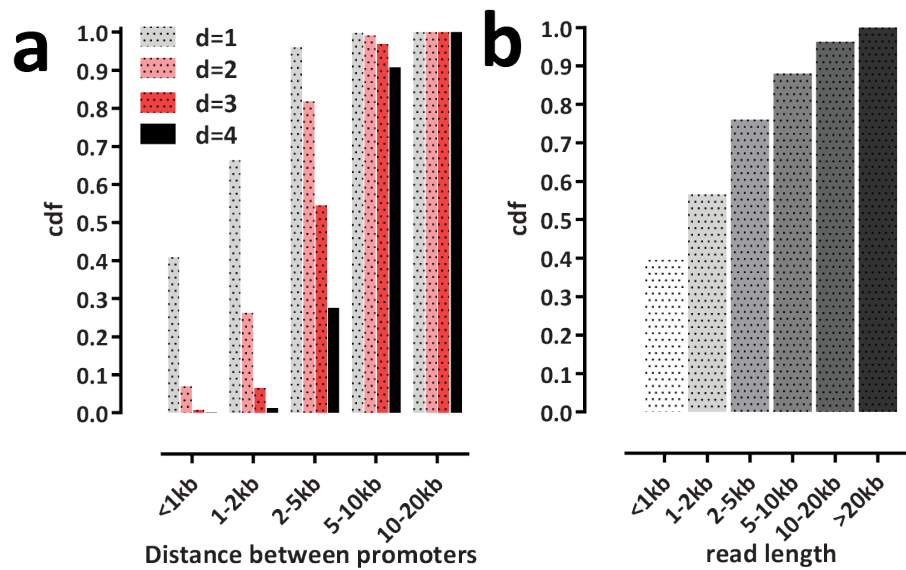 a
1.0
0.9
0.8
0.7
0.6
0.5
0.4
0.3
0.2
0.1
0.0
cdf
d=1
d=2
d=3
d=4
<1kb
1-2kb
2-5kb
5-10kb
10-20kb
Distance between promoters
b
1.0
0.9
0.8
0.7
0.6
0.5
0.4
0.3
0.2
0.1
0.0
cdf
<1kb
1-2kb
2-5kb
5-10kb
10-20kb
>20kb
read length